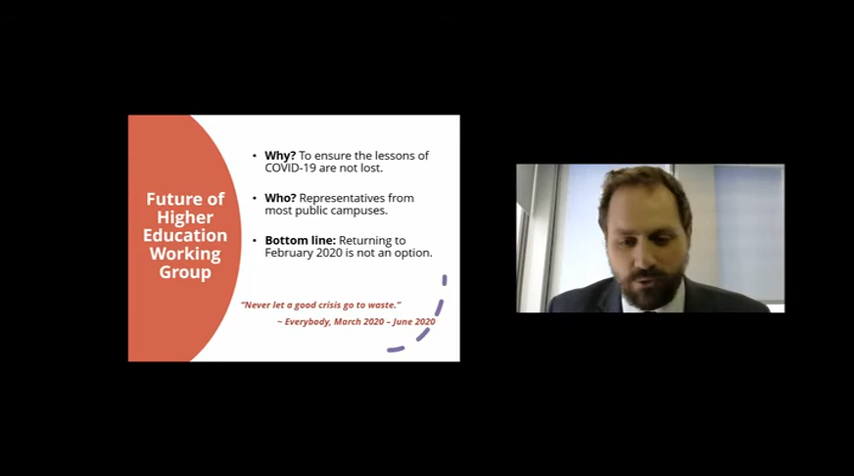 Future of
Higher
Education
Working
Group
• Why? To ensure the lessons of
COVID-19 are not lost.
• Who? Representatives from
most public campuses.
• Bottom line: Returning to
February 2020 is not an option.
“Never let a good crisis go to waste.”
~ Everybody, March 2020 – June 2020